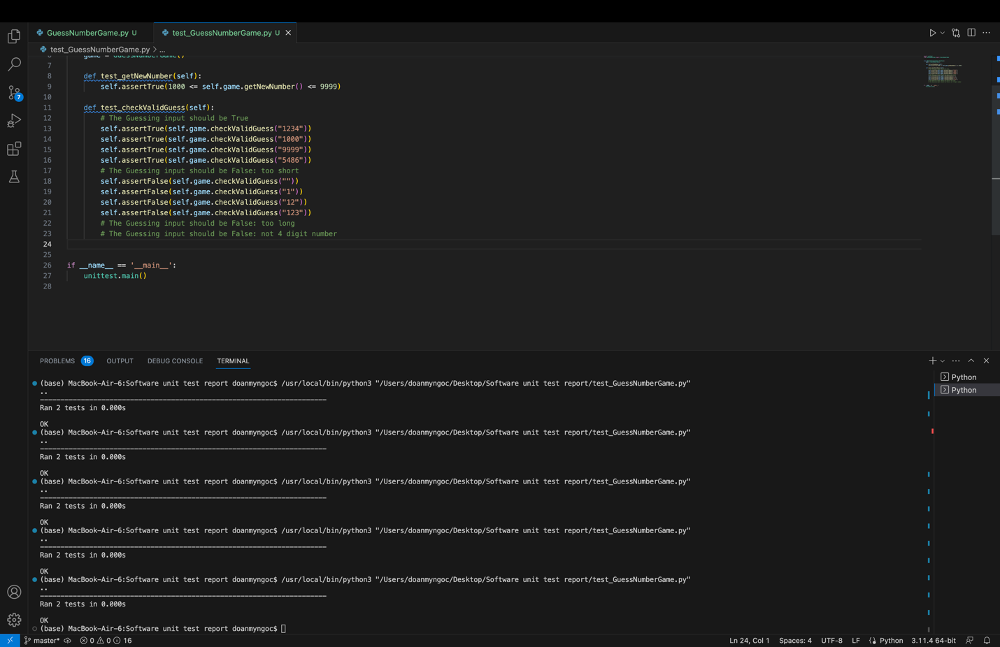 GuessNumberGame.py U
test_GuessNumberGame.py U
test_GuessNumberGame.py > ...
6 game = GuessNumberGame()
7
8 def test_getNewNumber(self):
9 self.assertTrue(1000 <= self.game.getNewNumber() <= 9999)
10
11 def test_checkValidGuess(self):
12 # The Guessing input should be True
13 self.assertTrue(self.game.checkValidGuess("1234"))
14 self.assertTrue(self.game.checkValidGuess("1000"))
15 self.assertTrue(self.game.checkValidGuess("9999"))
16 self.assertTrue(self.game.checkValidGuess("5486"))
17 # The Guessing input should be False: too short
18 self.assertFalse(self.game.checkValidGuess(""))
19 self.assertFalse(self.game.checkValidGuess("1"))
20 self.assertFalse(self.game.checkValidGuess("12"))
21 self.assertFalse(self.game.checkValidGuess("123"))
22 # The Guessing input should be False: too long
23 # The Guessing input should be False: not 4 digit number
24
25
26 if __name__ == '__main__':
27 unittest.main()
28
7
PROBLEMS 16 OUTPUT DEBUG CONSOLE TERMINAL
(base) MacBook-Air-6:Software unit test report doanmyngoc$ /usr/local/bin/python3 "/Users/doanmyngoc/Desktop/Software unit test report/test_GuessNumberGame.py"
..
----------------------------------------------------------------------
Ran 2 tests in 0.000s
OK
(base) MacBook-Air-6:Software unit test report doanmyngoc$ /usr/local/bin/python3 "/Users/doanmyngoc/Desktop/Software unit test report/test_GuessNumberGame.py"
..
----------------------------------------------------------------------
Ran 2 tests in 0.000s
OK
(base) MacBook-Air-6:Software unit test report doanmyngoc$ /usr/local/bin/python3 "/Users/doanmyngoc/Desktop/Software unit test report/test_GuessNumberGame.py"
..
----------------------------------------------------------------------
Ran 2 tests in 0.000s
OK
(base) MacBook-Air-6:Software unit test report doanmyngoc$ /usr/local/bin/python3 "/Users/doanmyngoc/Desktop/Software unit test report/test_GuessNumberGame.py"
..
----------------------------------------------------------------------
Ran 2 tests in 0.000s
OK
(base) MacBook-Air-6:Software unit test report doanmyngoc$ /usr/local/bin/python3 "/Users/doanmyngoc/Desktop/Software unit test report/test_GuessNumberGame.py"
..
----------------------------------------------------------------------
Ran 2 tests in 0.000s
OK
(base) MacBook-Air-6:Software unit test report doanmyngoc$
Python
Python
master* 0 0 16 Ln 24, Col 1 Spaces: 4 UTF-8 LF Python 3.11.4 64-bit